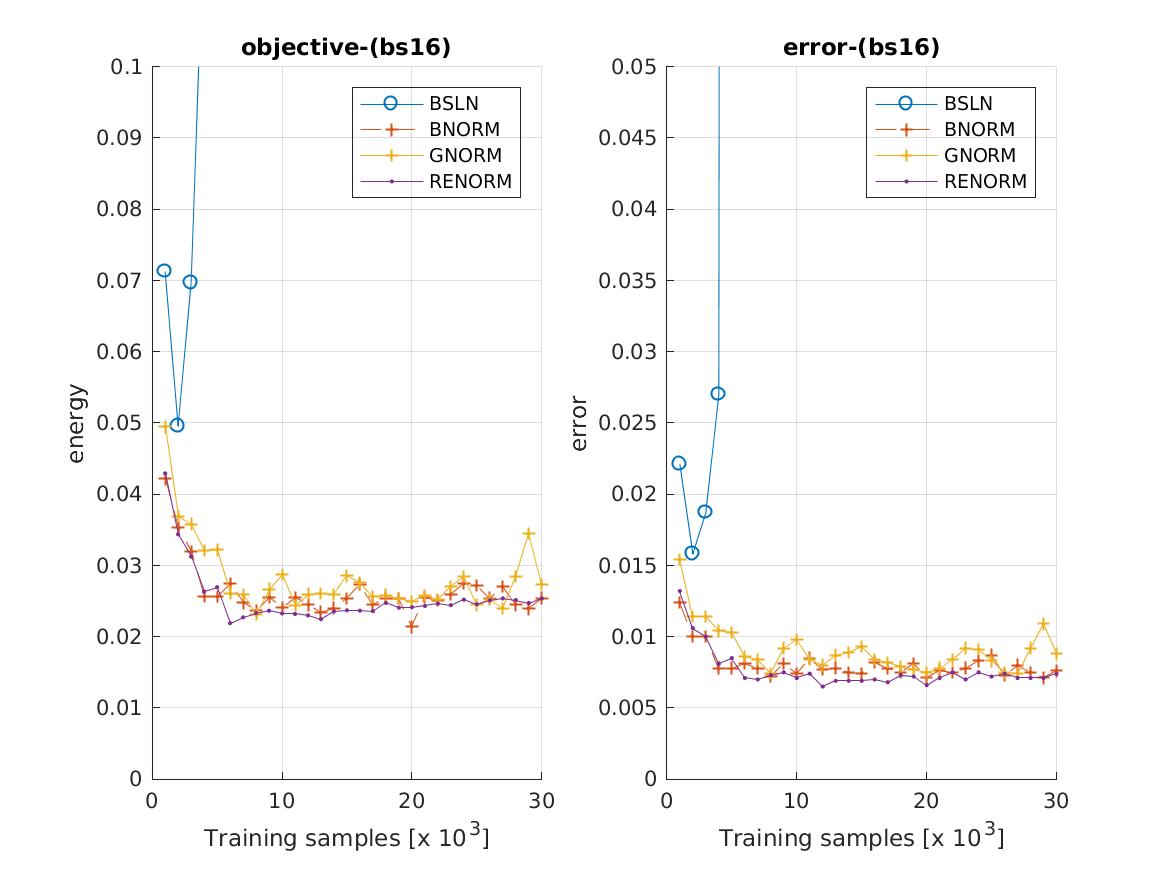 objective-(bs16)
energy
0.1
0.09
0.08
0.07
0.06
0.05
0.04
0.03
0.02
0.01
0
BSLN
BNORM
GNORM
RENORM
0 10 20 30
Training samples [x 10^3]
error-(bs16)
error
0.05
0.045
0.04
0.035
0.03
0.025
0.02
0.015
0.01
0.005
0
BSLN
BNORM
GNORM
RENORM
0 10 20 30
Training samples [x 10^3]